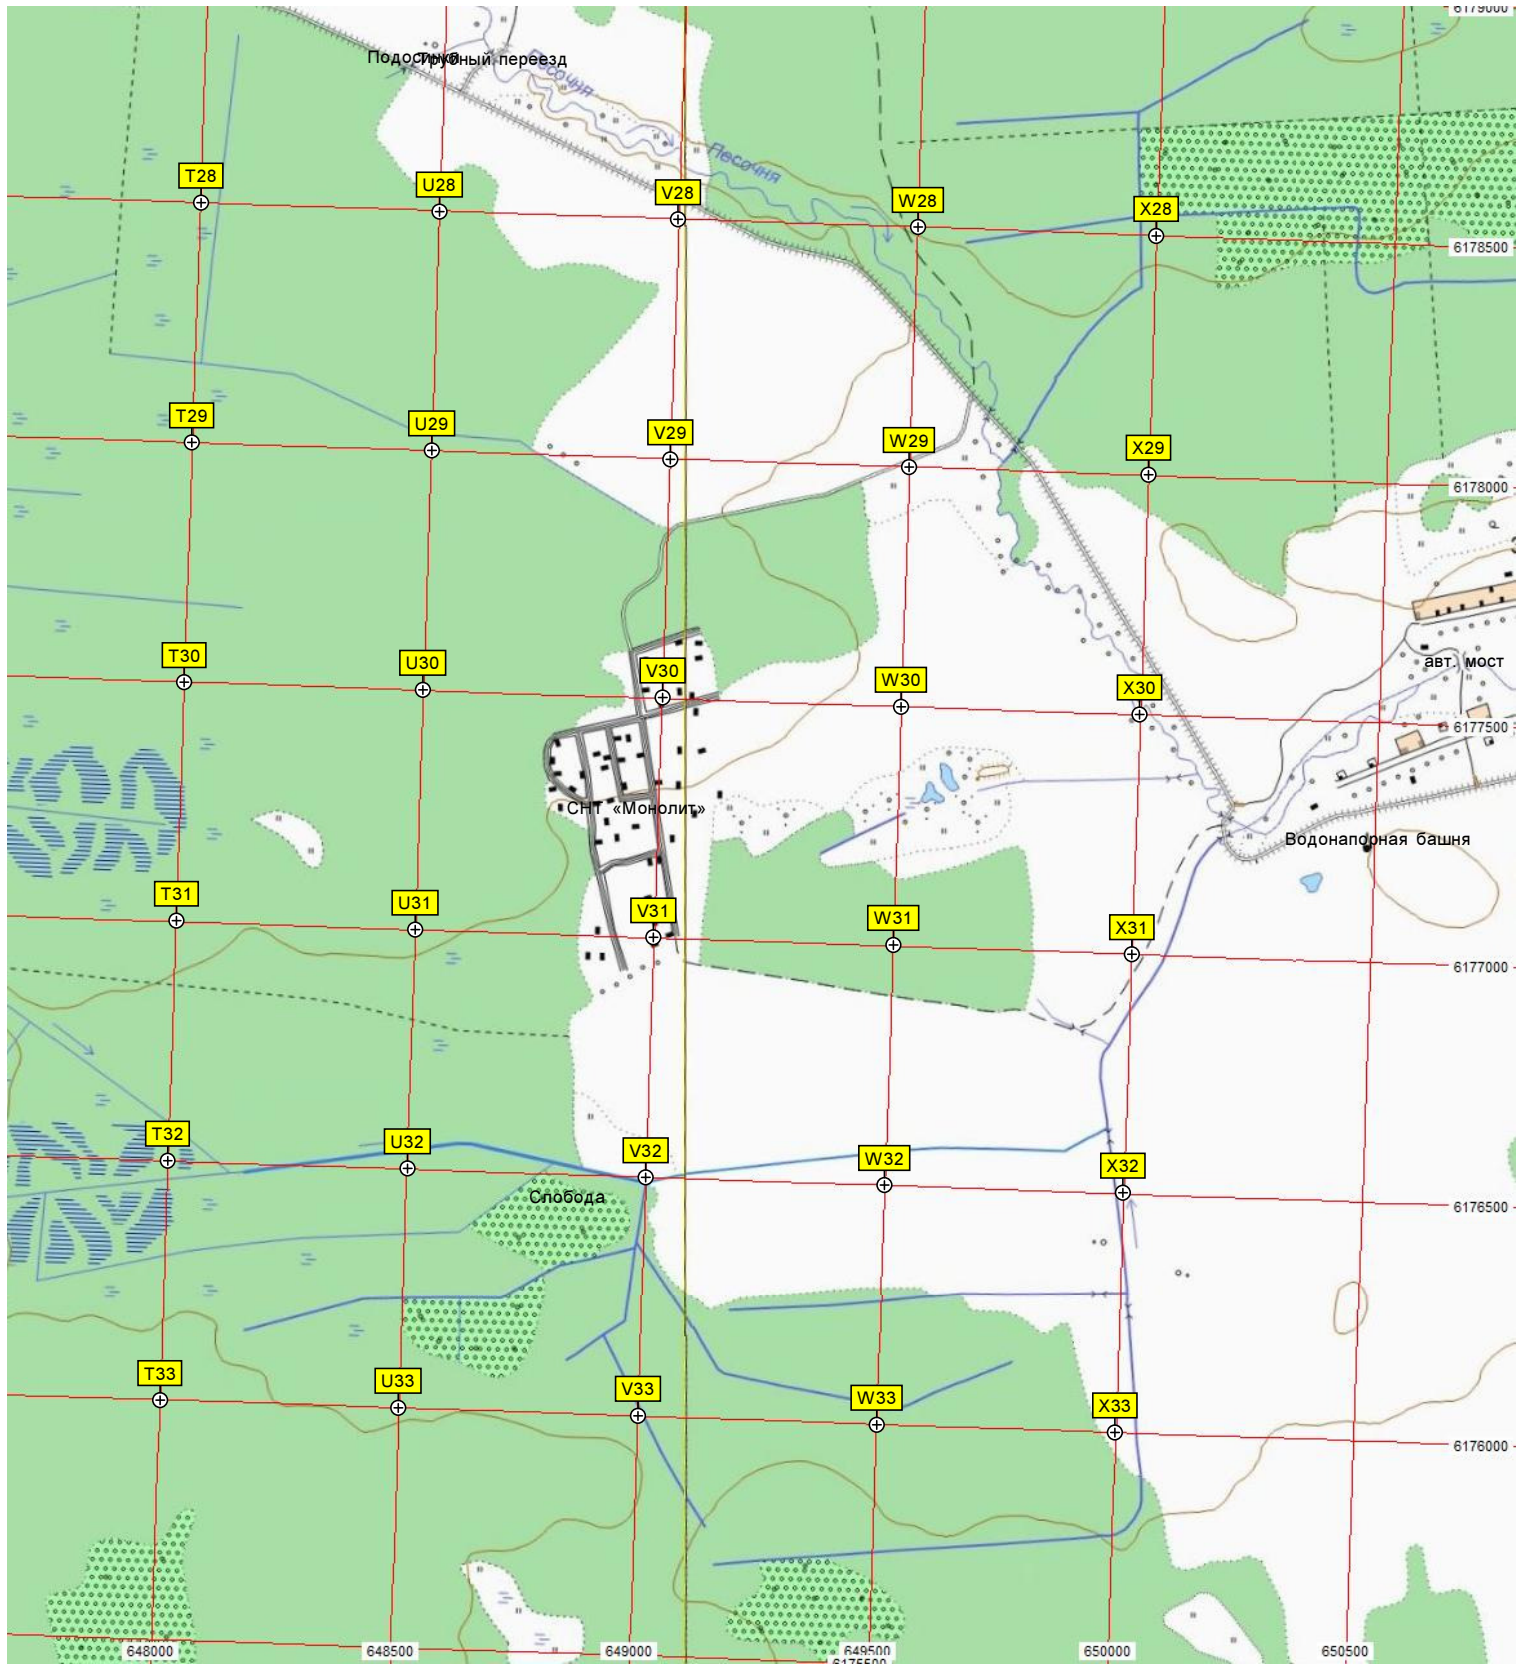 6179000
Подосинки
Трубный переезд
Песочня
Песочня
T28
U28
V28
W28
X28
6178500
T29
U29
V29
W29
X29
6178000
T30
U30
V30
W30
X30
авт. мост
6177500
СНТ «Монолит»
Водонапорная башня
T31
U31
V31
W31
X31
6177000
T32
U32
V32
W32
X32
Слобода
6176500
T33
U33
V33
W33
X33
6176000
648000
648500
649000
649500
650000
650500
6175500